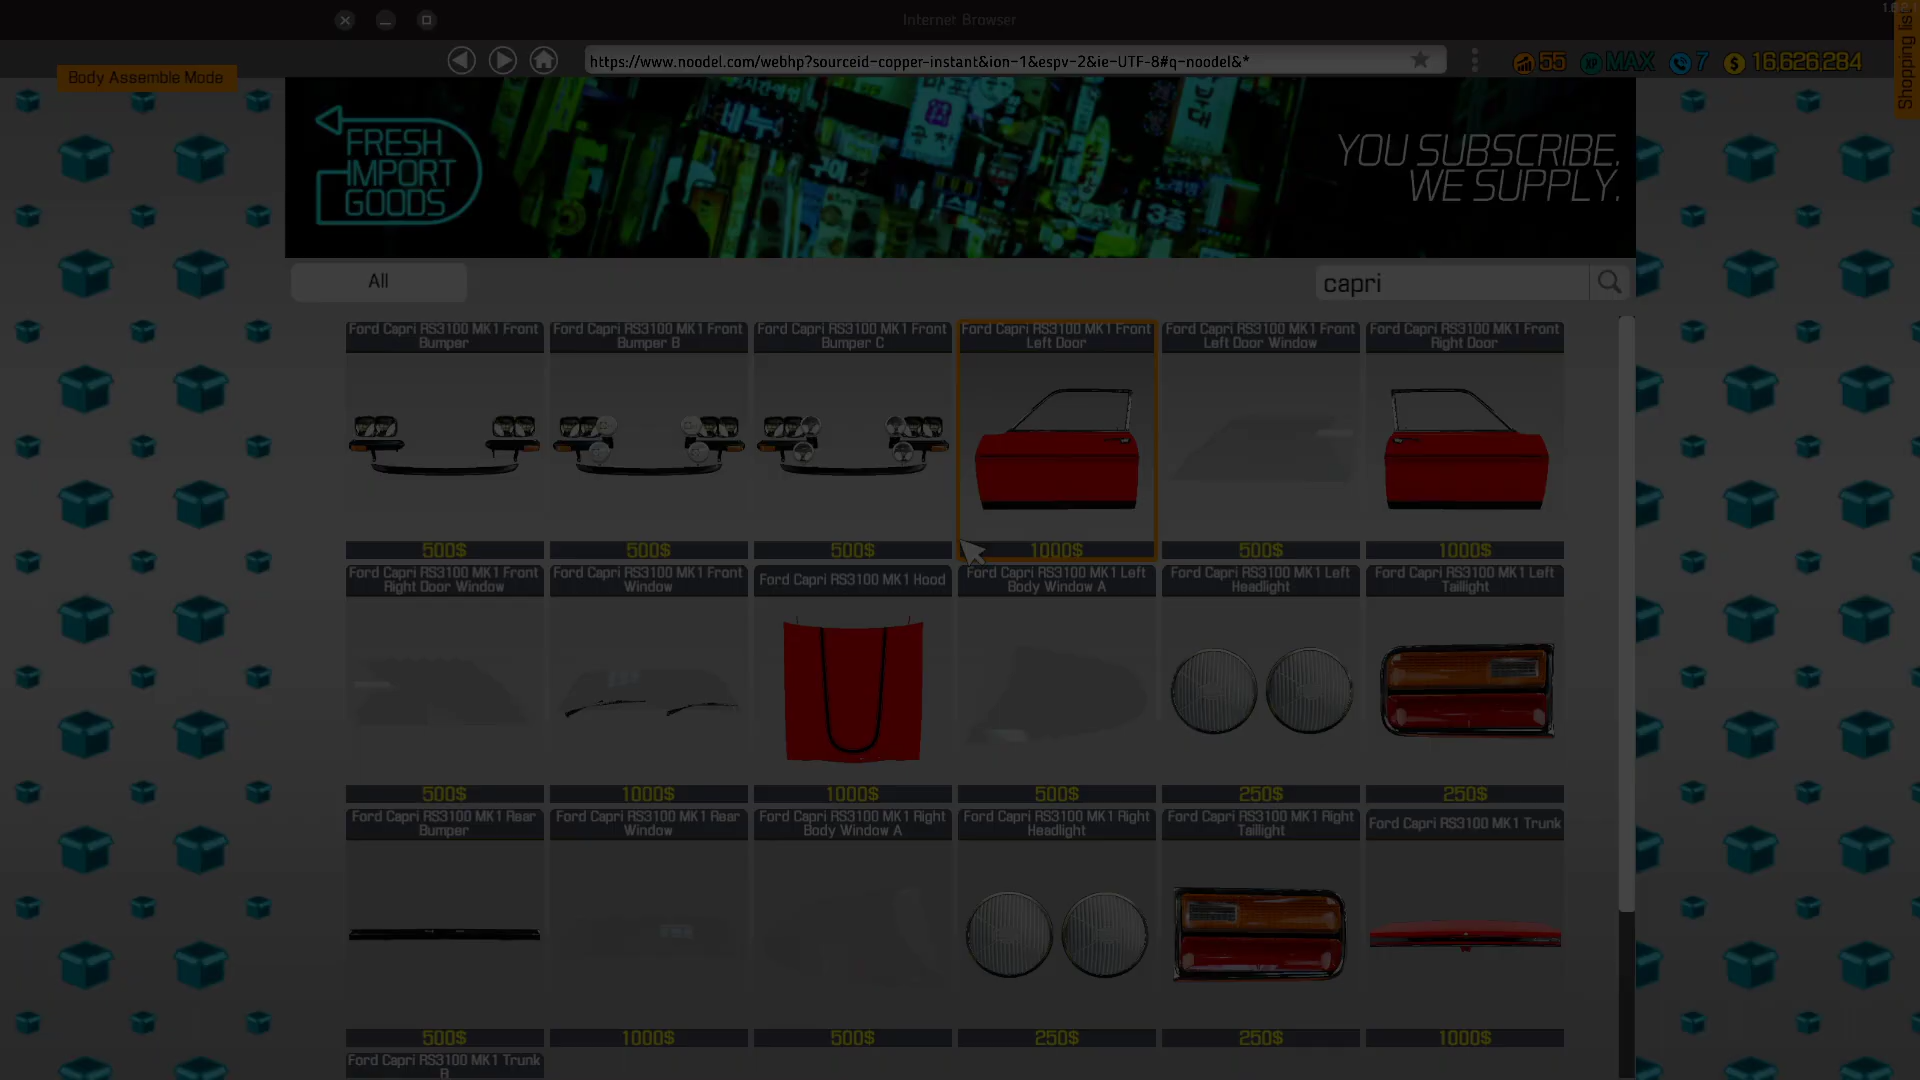 Internet Browser
1.6.2.1
Shopping list
https://www.noodel.com/webhp?sourceid-copper-instant&ion-1&espv-2&ie-UTF-8#q-noodel&*
55
XP
MAX
7
$
16,626,284
Body Assemble Mode
FRESH
IMPORT
GOODS
YOU SUBSCRIBE.
WE SUPPLY.
All
capri
Ford Capri RS3100 MK1 Front
Bumper
500$
Ford Capri RS3100 MK1 Front
Bumper B
500$
Ford Capri RS3100 MK1 Front
Bumper C
500$
Ford Capri RS3100 MK1 Front
Left Door
1000$
Ford Capri RS3100 MK1 Front
Left Door Window
500$
Ford Capri RS3100 MK1 Front
Right Door
1000$
Ford Capri RS3100 MK1 Front
Right Door Window
500$
Ford Capri RS3100 MK1 Front
Window
1000$
Ford Capri RS3100 MK1 Hood
1000$
Ford Capri RS3100 MK1 Left
Body Window A
500$
Ford Capri RS3100 MK1 Left
Headlight
250$
Ford Capri RS3100 MK1 Left
Taillight
250$
Ford Capri RS3100 MK1 Rear
Bumper
500$
Ford Capri RS3100 MK1 Rear
Window
1000$
Ford Capri RS3100 MK1 Right
Body Window A
500$
Ford Capri RS3100 MK1 Right
Headlight
250$
Ford Capri RS3100 MK1 Right
Taillight
250$
Ford Capri RS3100 MK1 Trunk
1000$
Ford Capri RS3100 MK1 Trunk
B